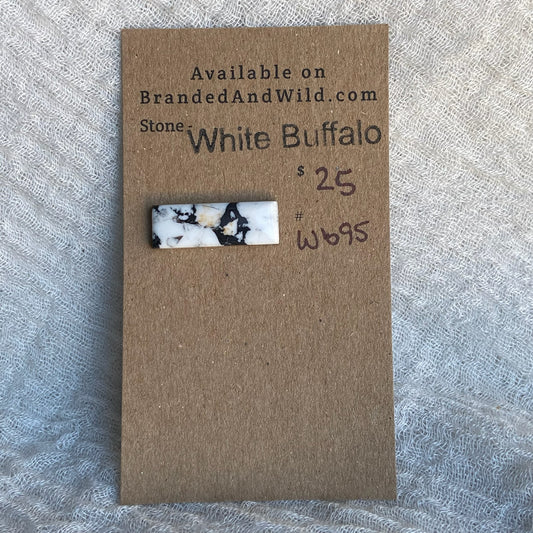 Available on
BrandedAndWild.com
Stone- White Buffalo
$ 25
#
Wb95